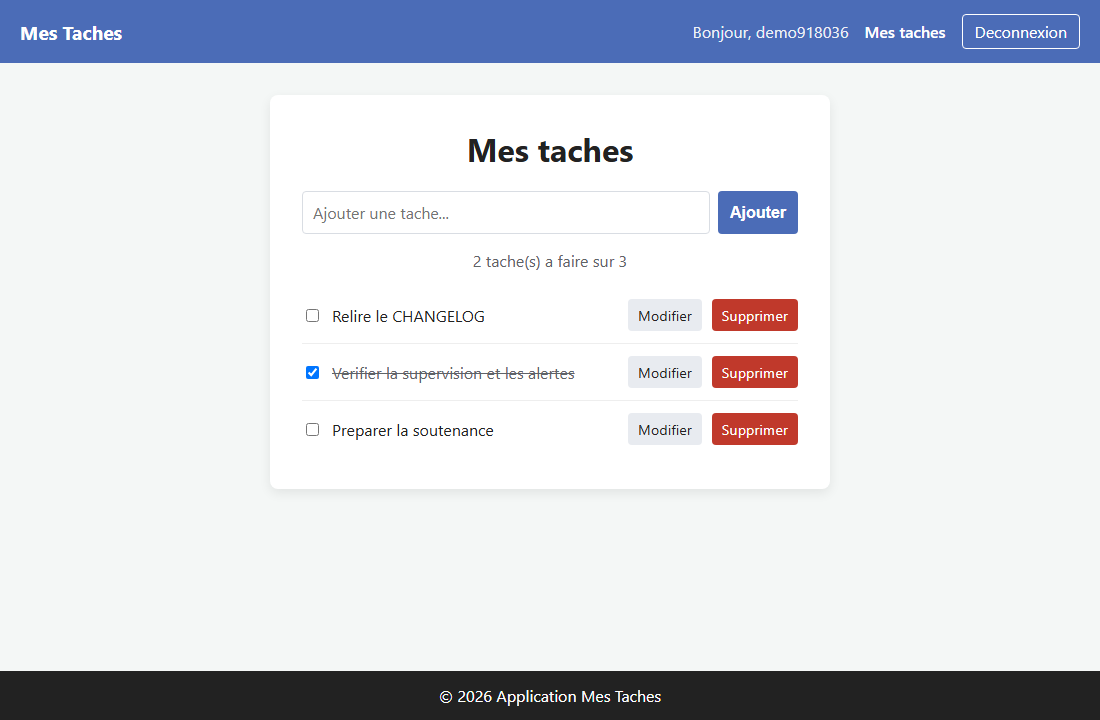 Mes Taches
Bonjour, demo918036 Mes taches Deconnexion
Mes taches
Ajouter une tache... Ajouter
2 tache(s) a faire sur 3
Relire le CHANGELOG Modifier Supprimer
Verifier la supervision et les alertes Modifier Supprimer
Preparer la soutenance Modifier Supprimer
© 2026 Application Mes Taches